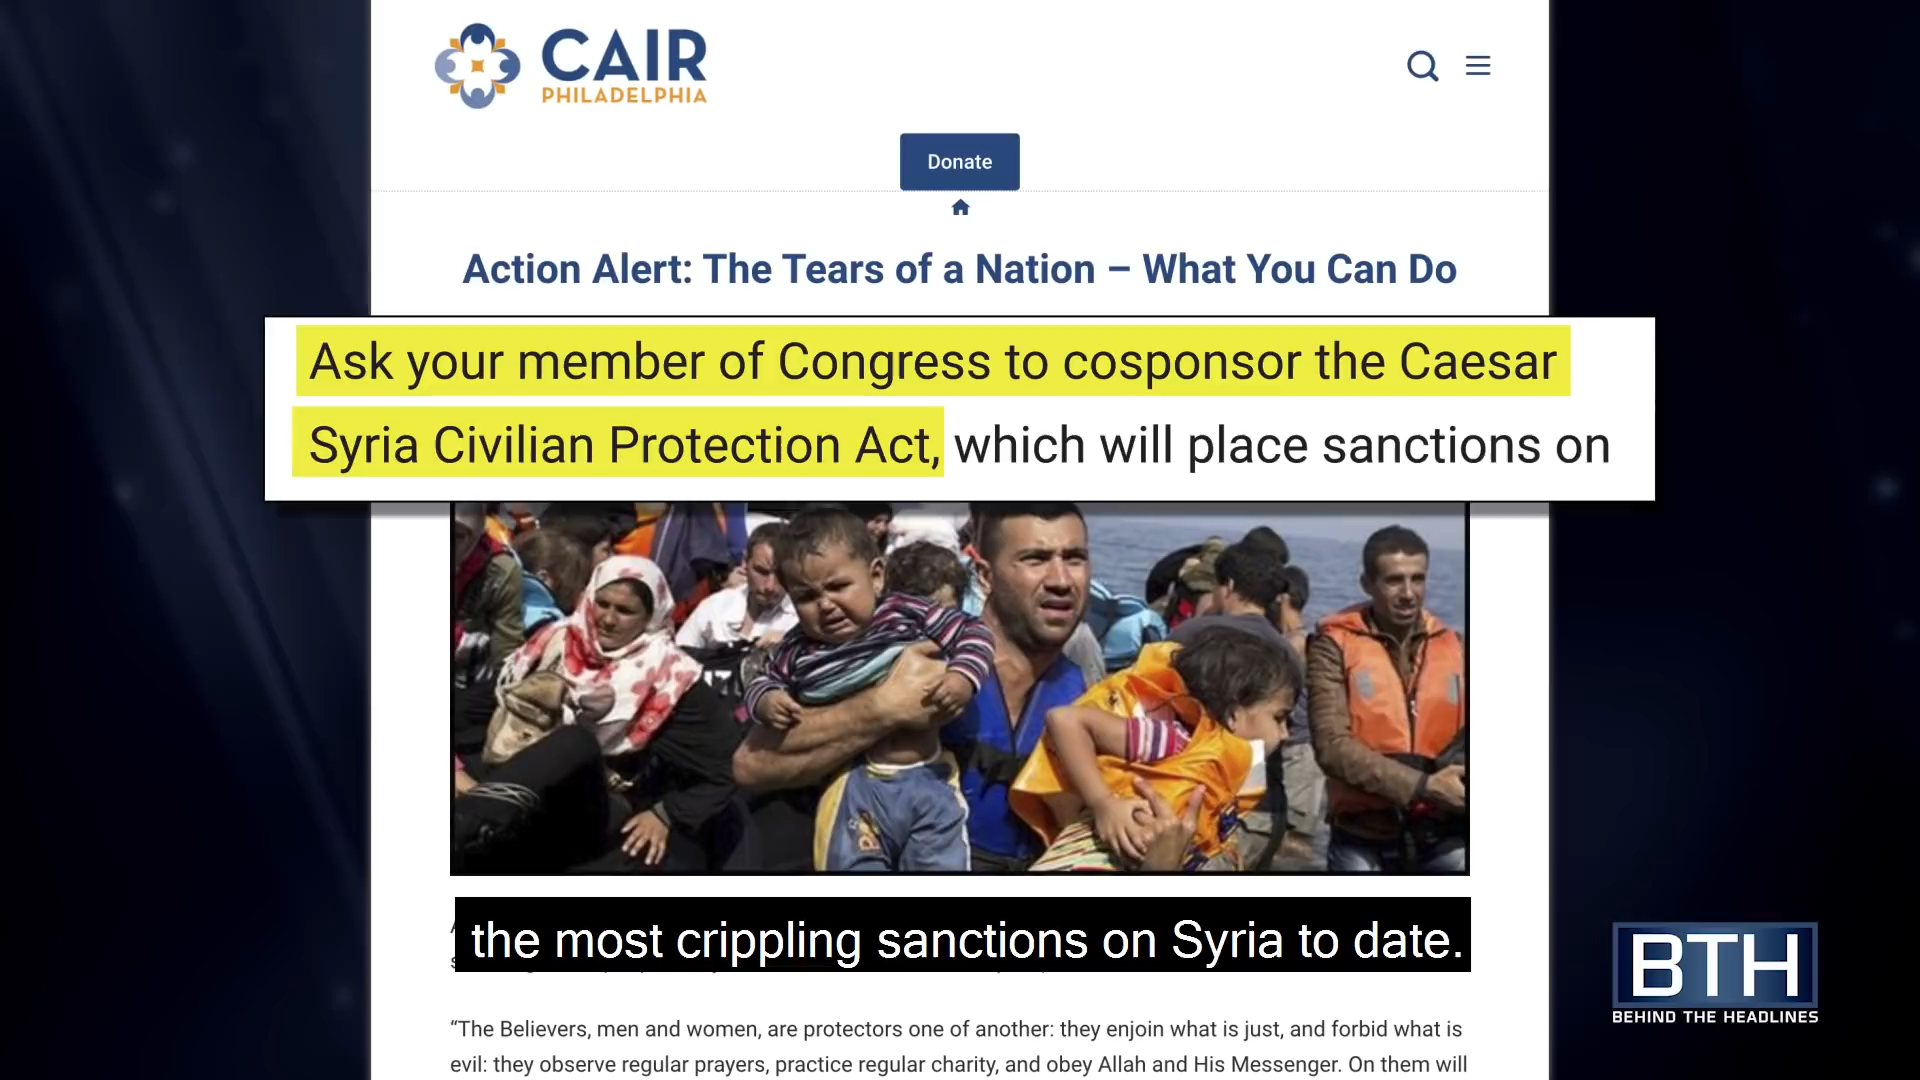 CAIR
PHILADELPHIA
Donate
Action Alert: The Tears of a Nation – What You Can Do
Ask your member of Congress to cosponsor the Caesar
Syria Civilian Protection Act, which will place sanctions on
the most crippling sanctions on Syria to date.
“The Believers, men and women, are protectors one of another: they enjoin what is just, and forbid what is
evil: they observe regular prayers, practice regular charity, and obey Allah and His Messenger. On them will
BTH
BEHIND THE HEADLINES